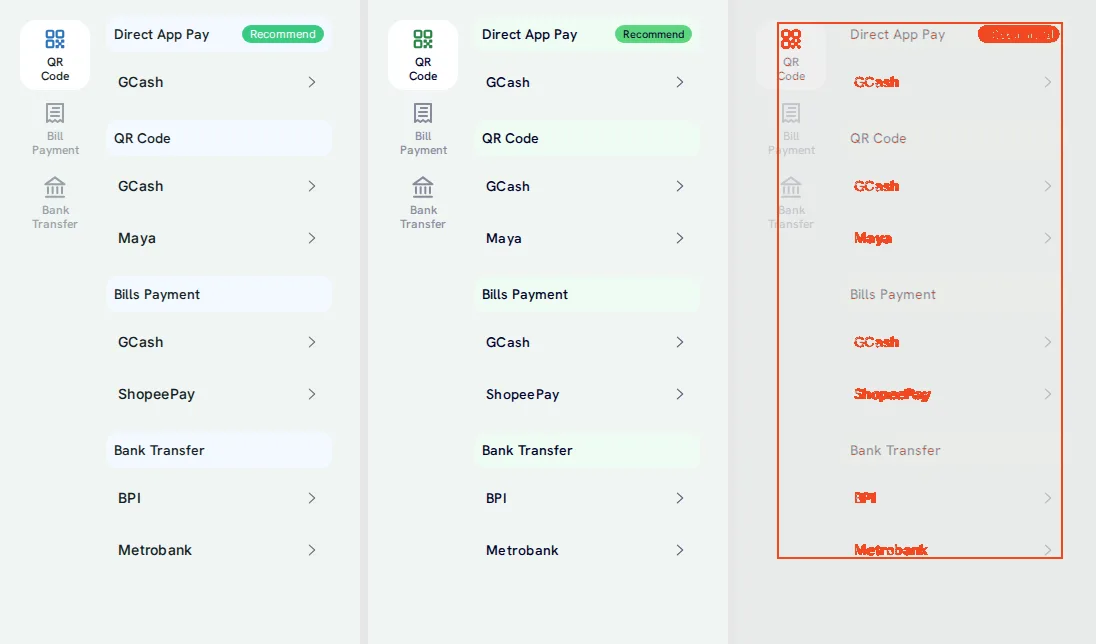 QR
Code
Bill
Payment
Bank
Transfer
Direct App Pay
Recommend
GCash
QR Code
GCash
Maya
Bills Payment
GCash
ShopeePay
Bank Transfer
BPI
Metrobank
QR
Code
Bill
Payment
Bank
Transfer
Direct App Pay
Recommend
GCash
QR Code
GCash
Maya
Bills Payment
GCash
ShopeePay
Bank Transfer
BPI
Metrobank
QR
Code
Bill
Payment
Bank
Transfer
Direct App Pay
GCash
QR Code
GCash
Maya
Bills Payment
GCash
ShopeePay
Bank Transfer
BPI
Metrobank